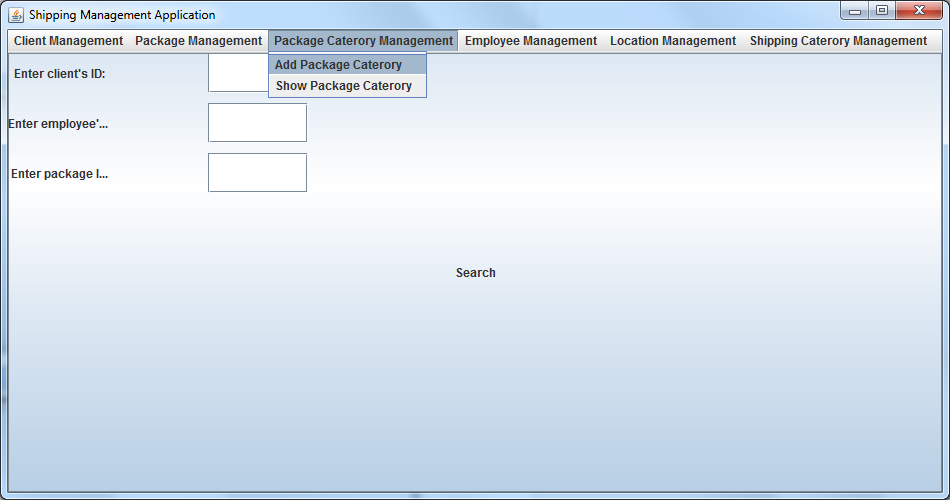 Shipping Management Application
Client Management Package Management Package Caterory Management Employee Management Location Management Shipping Caterory Management
Add Package Caterory
Enter client's ID:
Show Package Caterory
Enter employee'...
Enter package I...
Search